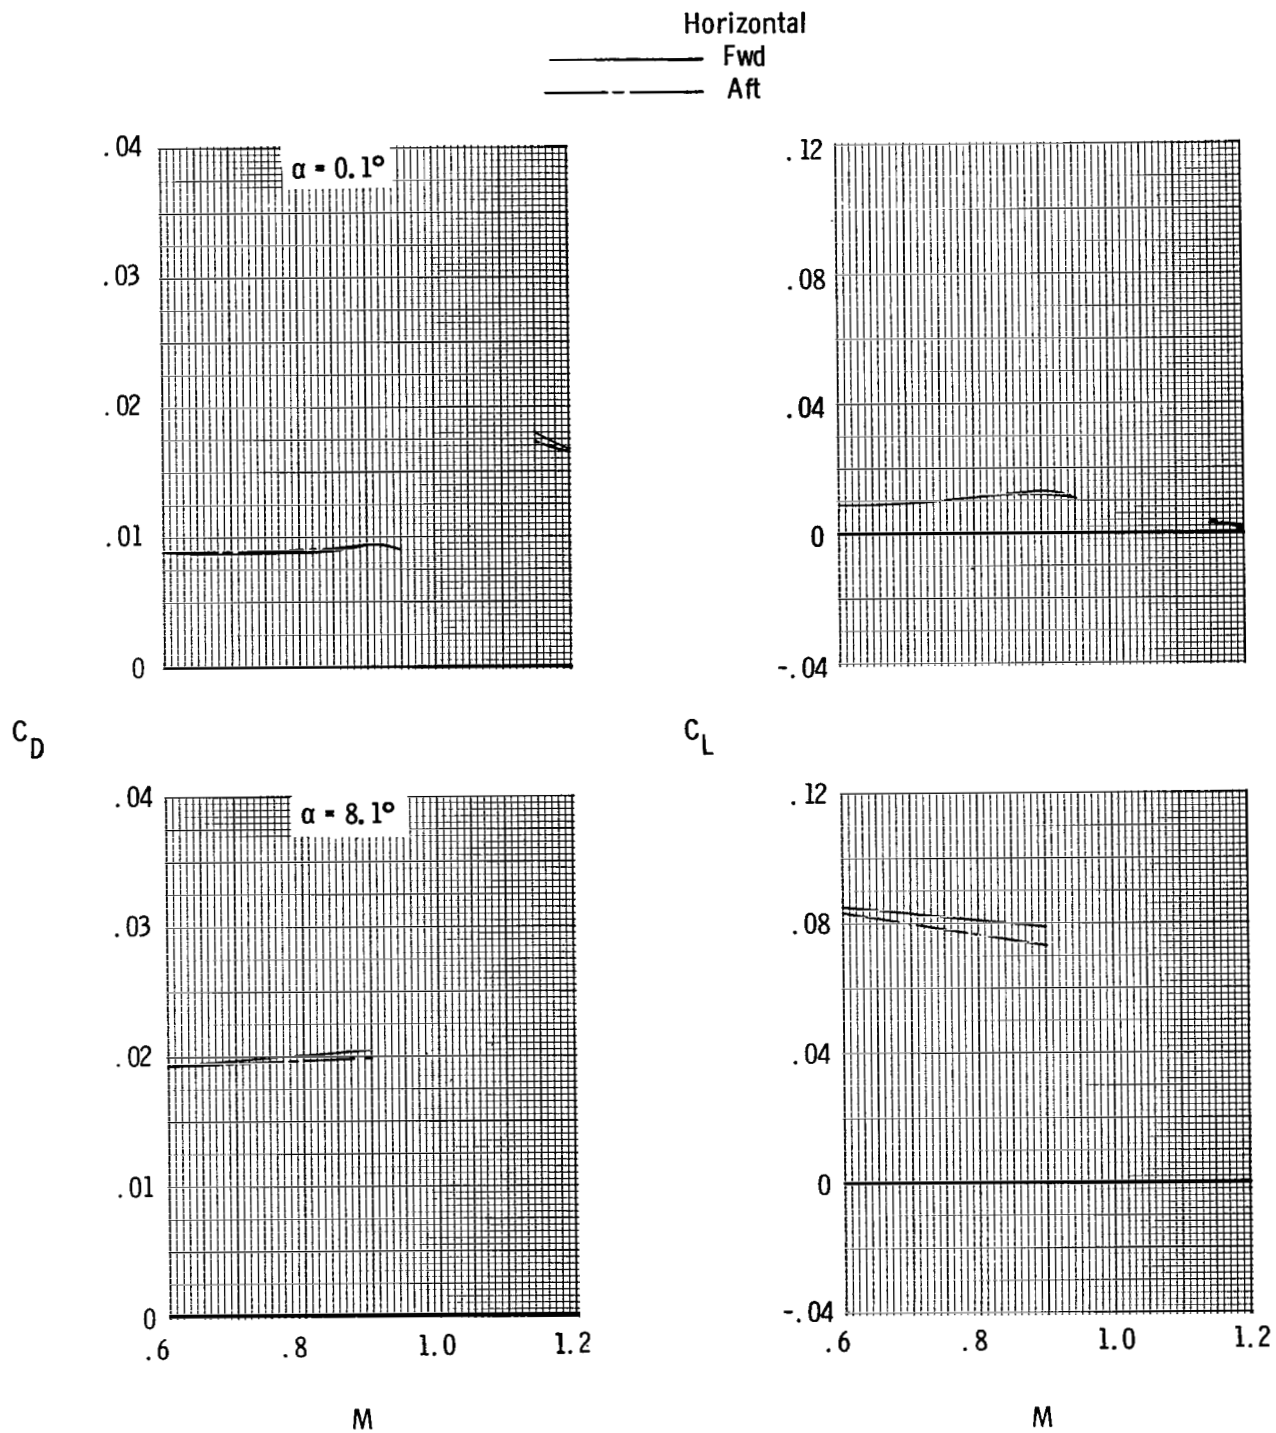 Horizontal
Fwd
Aft
.04
α = 0.1°
.03
.02
.01
0
.12
.08
.04
0
-.04
C_D
C_L
.04
α = 8.1°
.03
.02
.01
0
.6 .8 1.0 1.2
M
.12
.08
.04
0
-.04
.6 .8 1.0 1.2
M